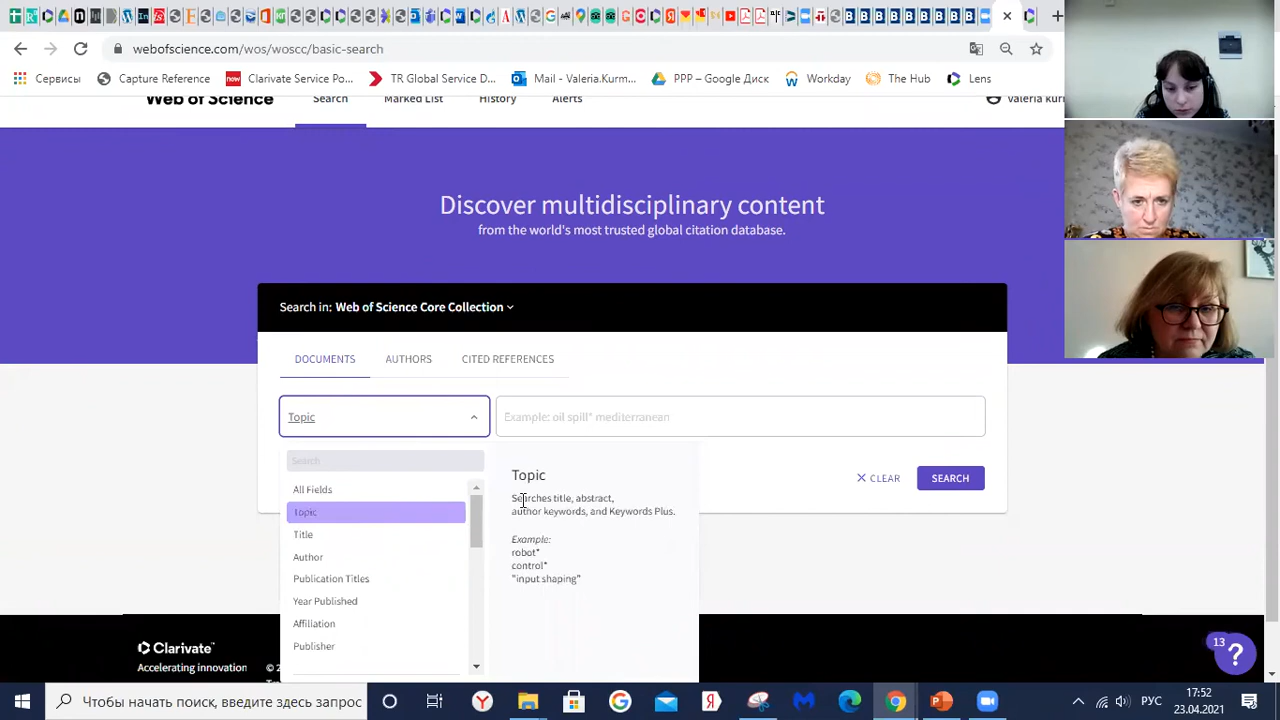 webofscience.com/wos/woscc/basic-search
Сервисы
Capture Reference
now
Clarivate Service Po...
TR Global Service D...
Mail - Valeria.Kurm...
PPP – Google Диск
Workday
The Hub
Lens
Web of Science
Search
Marked List
History
Alerts
Discover multidisciplinary content
from the world's most trusted global citation database.
Search in: Web of Science Core Collection
DOCUMENTS
AUTHORS
CITED REFERENCES
Topic
Example: oil spill* mediterranean
Search
All Fields
Topic
Title
Author
Publication Titles
Year Published
Affiliation
Publisher
Topic
Searches title, abstract,
author keywords, and Keywords Plus.
Example:
robot*
control*
"input shaping"
CLEAR
SEARCH
Clarivate
Accelerating innovation
13
?
Чтобы начать поиск, введите запрос
РУС
17:52
23.04.2021